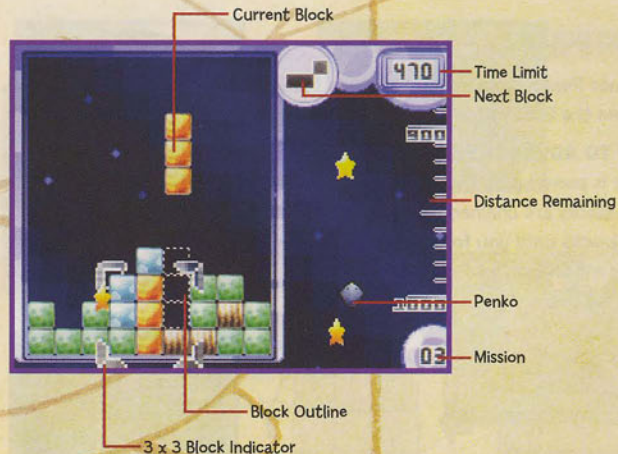 Current Block
470
Time Limit
Next Block
900
Distance Remaining
Penko
1000
03
Mission
Block Outline
3 x 3 Block Indicator